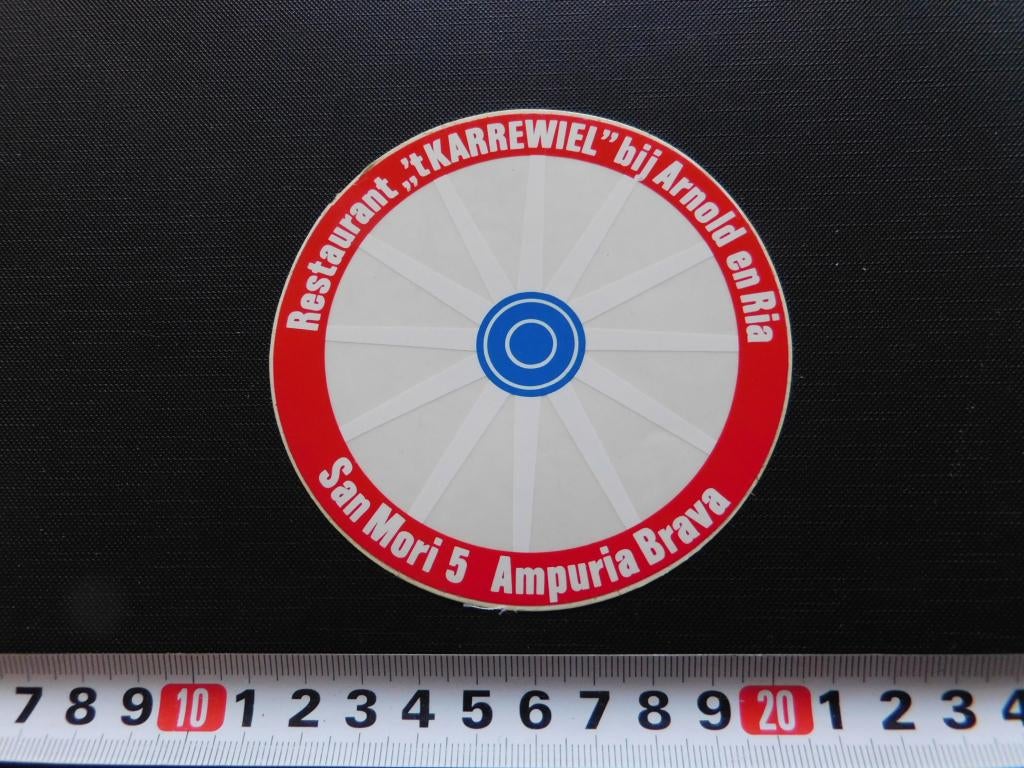 Restaurant „'t KARREWIEL” bij Arnold en Ria
San Mori 5 Ampuria Brava
7 8 9 10 1 2 3 4 5 6 7 8 9 20 1 2 3 4